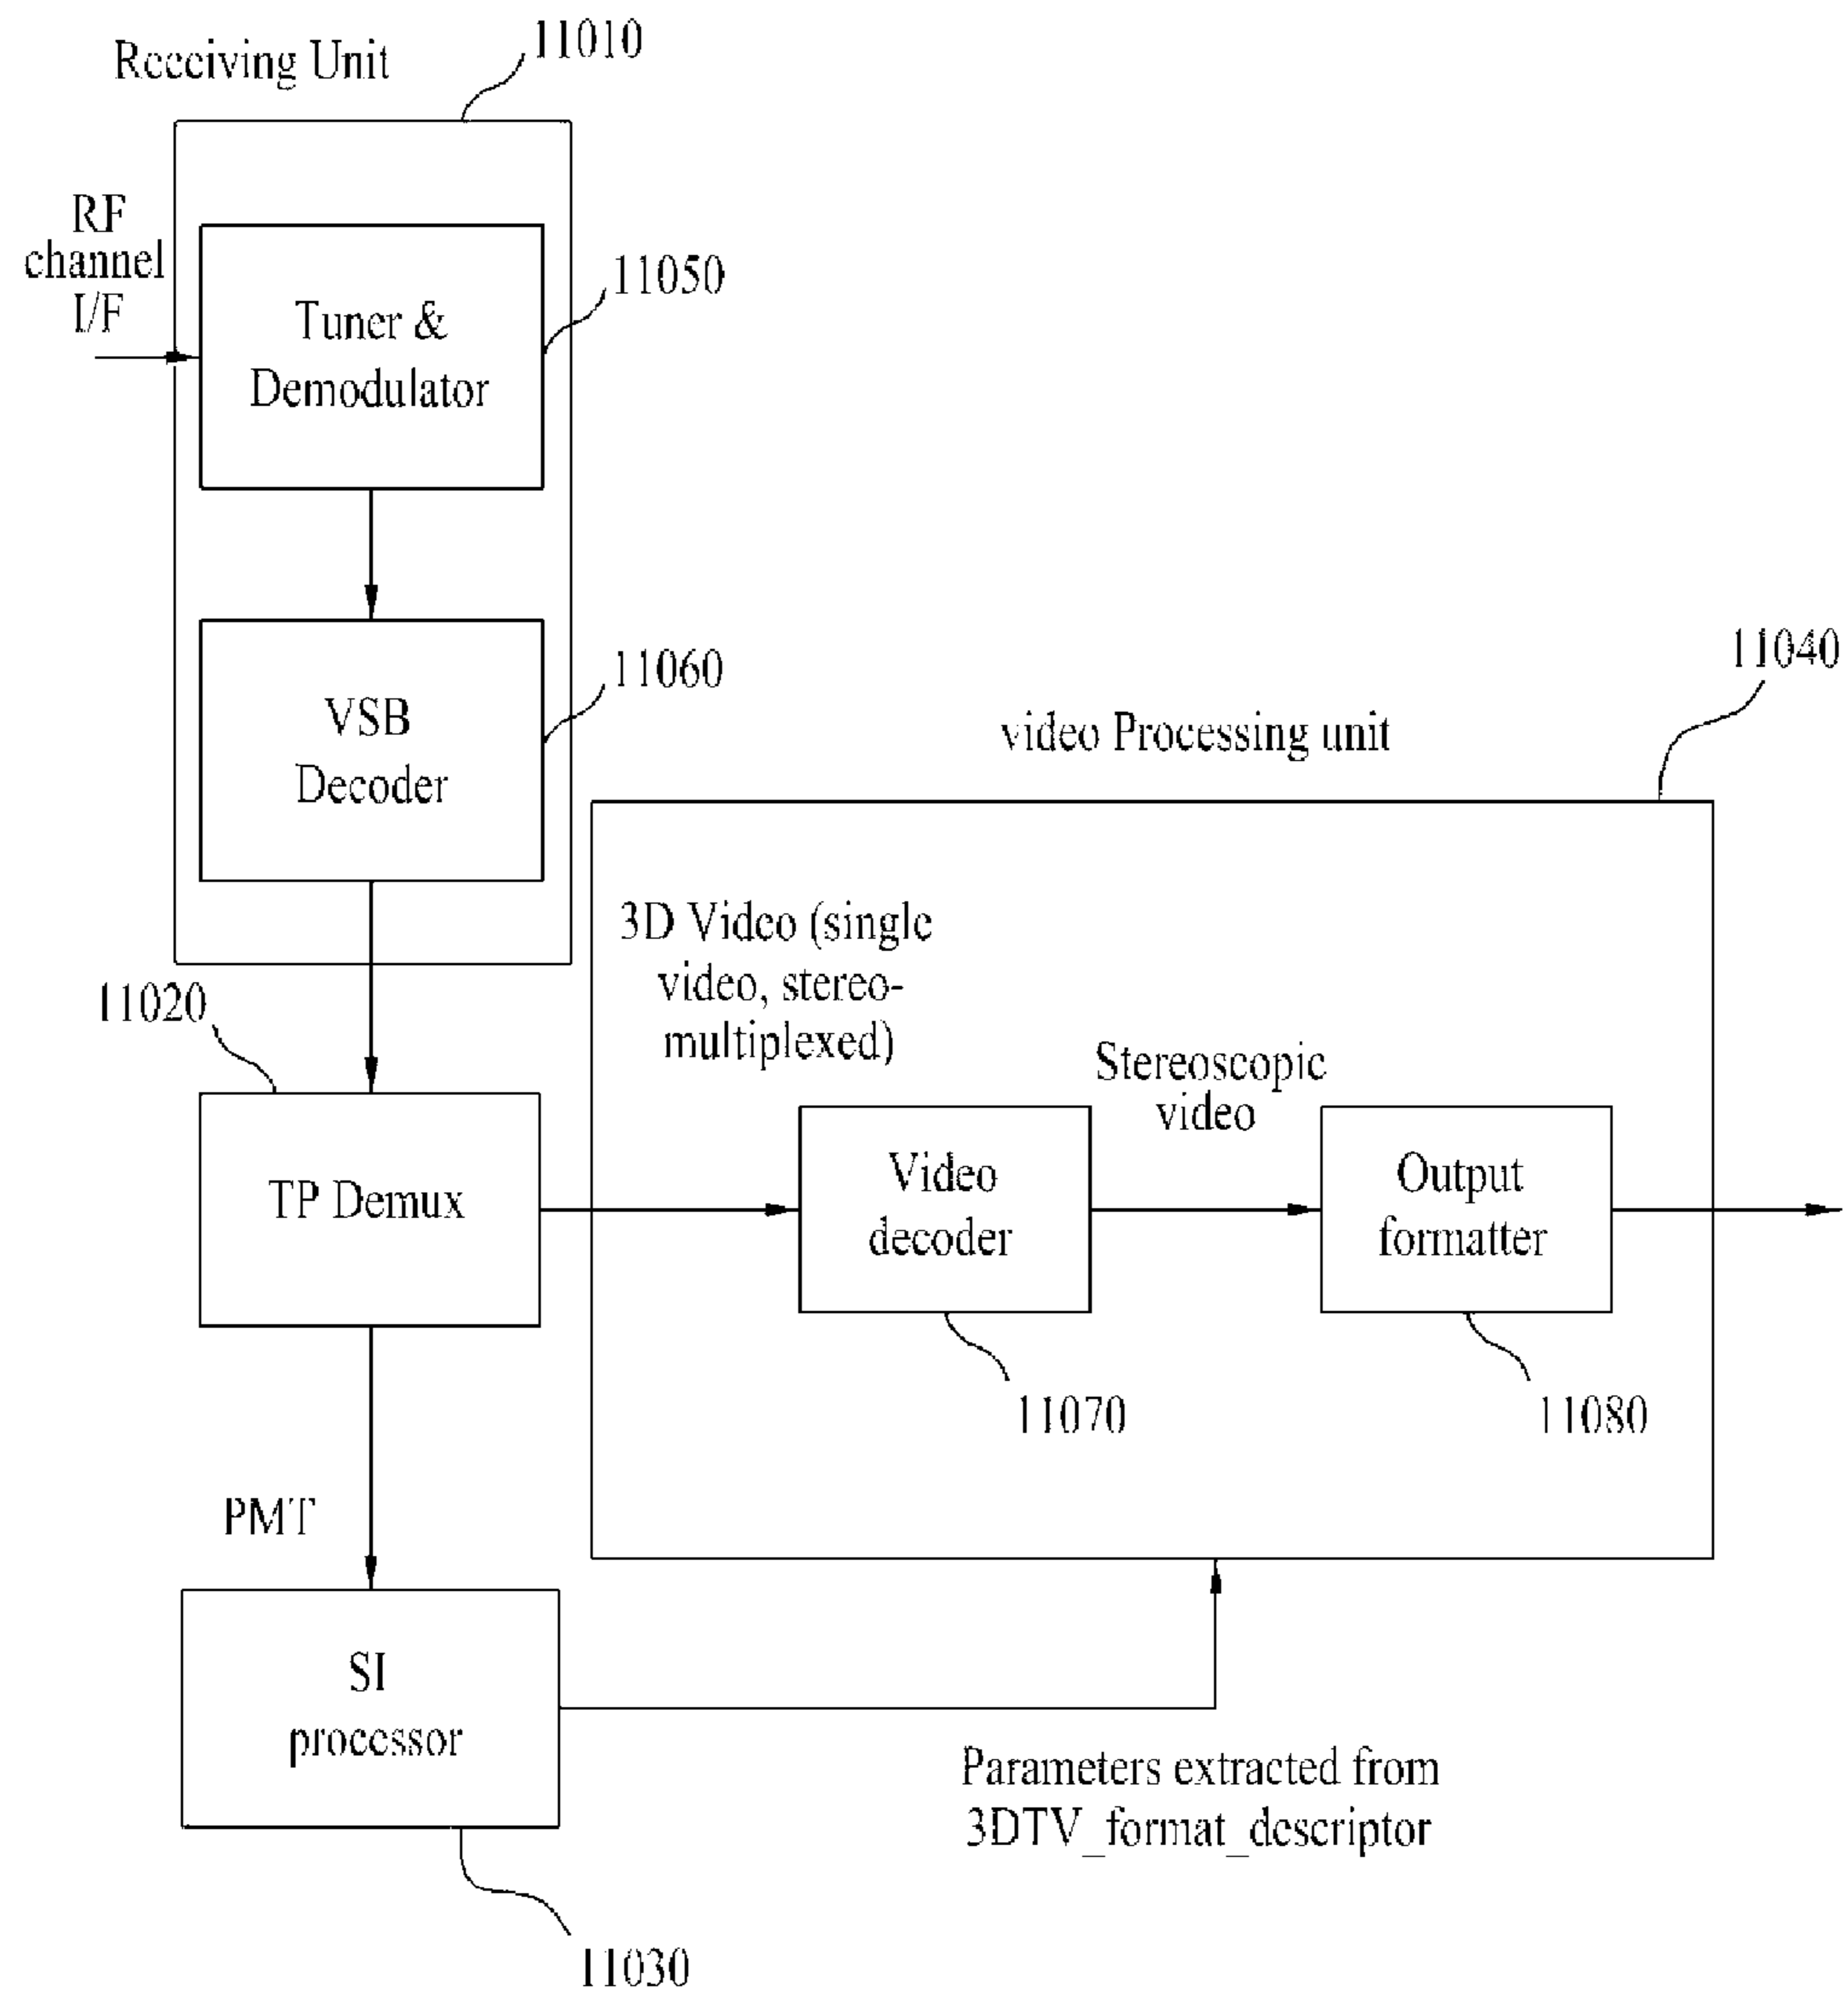 Receiving Unit
11010
RF
channel
I/F
Tuner &
Demodulator
11050
VSB
Decoder
11060
11040
video Processing unit
3D Video (single
video, stereo-
multiplexed)
11020
Stereoscopic
video
TP Demux
Video
decoder
Output
formatter
11070
11080
PMT
SI
processor
Parameters extracted from
3DTV_format_descriptor
11030